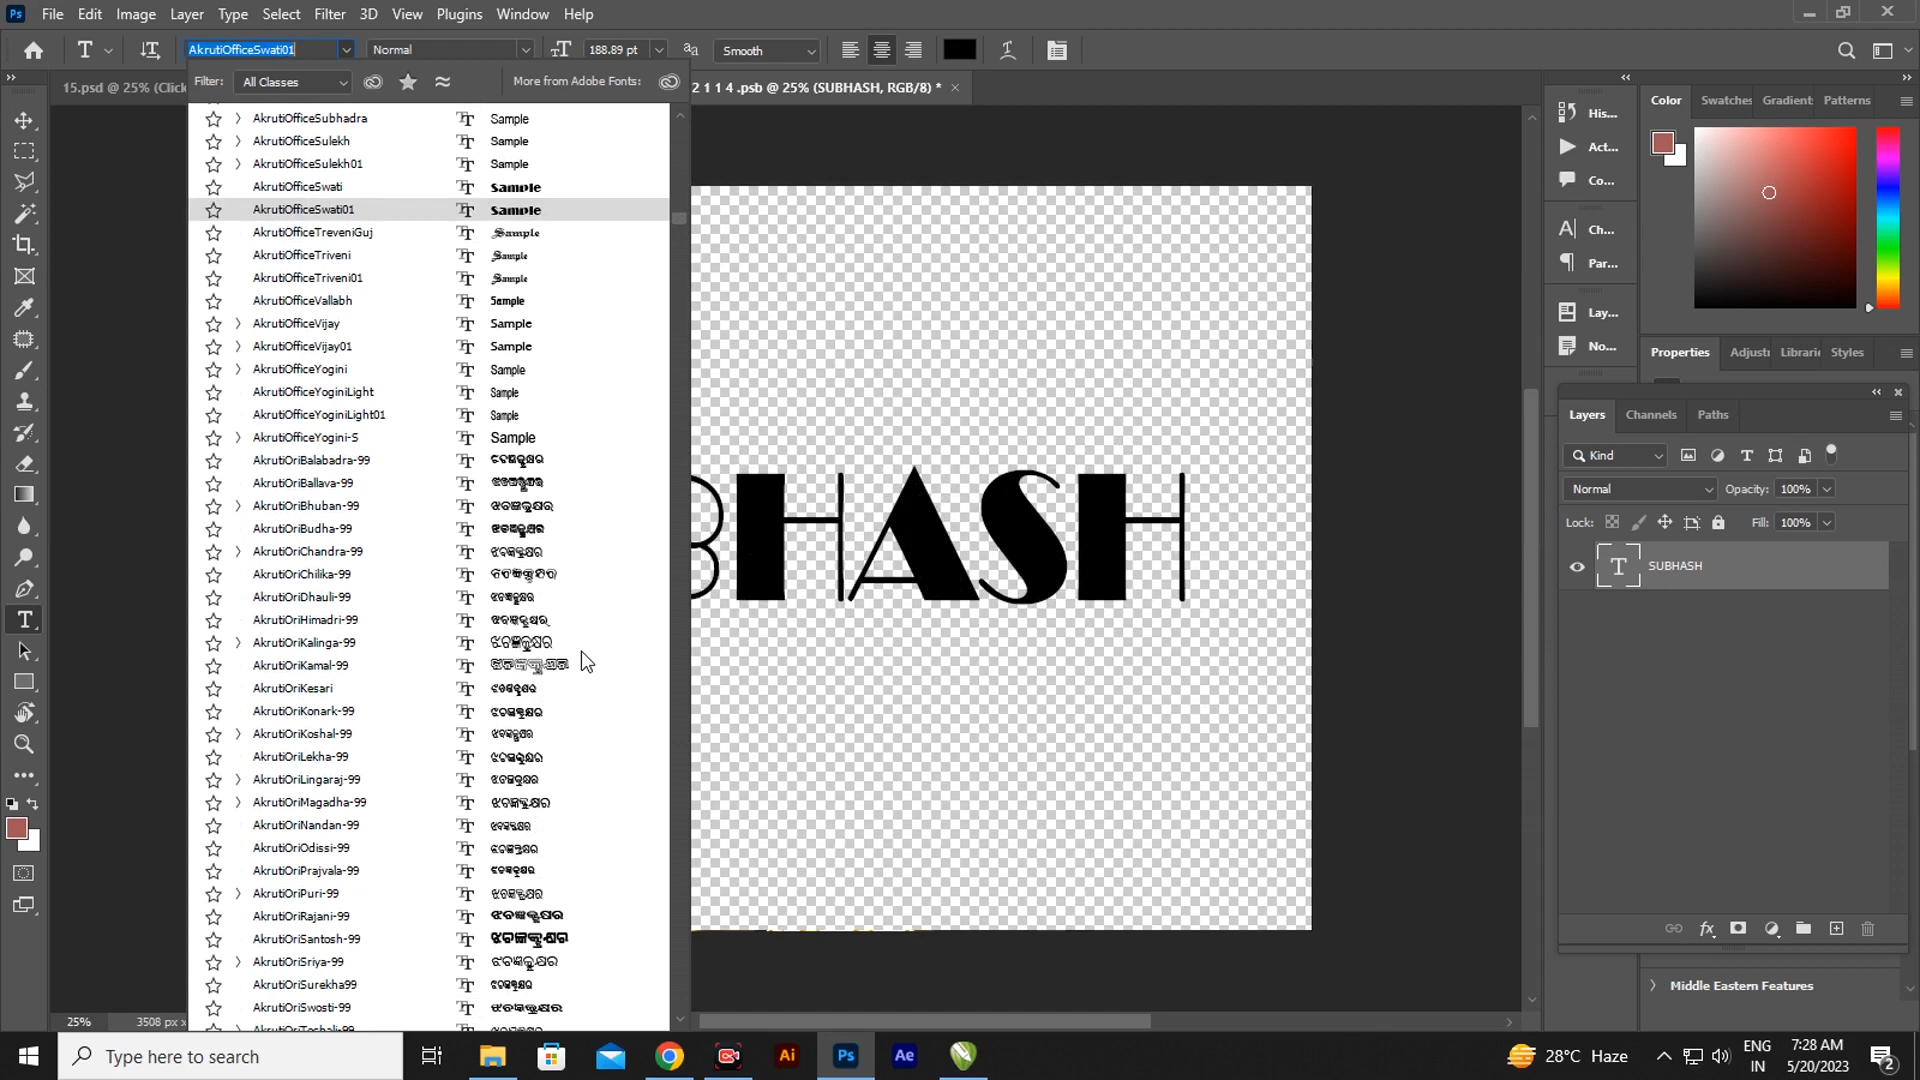 Ps File Edit Image Layer Type Select Filter 3D View Plugins Window Help
AkrutiOfficeSwati01 Normal 188.89 pt Smooth
Filter: All Classes More from Adobe Fonts:
15.psd @ 25% (Click
2 1 1 4 .psb @ 25% (SUBHASH, RGB/8) *
AkrutiOfficeSubhadra Sample
AkrutiOfficeSulekh Sample
AkrutiOfficeSulekh01 Sample
AkrutiOfficeSwati Sample
AkrutiOfficeSwati01 Sample
AkrutiOfficeTreveniGuj Sample
AkrutiOfficeTriveni Sample
AkrutiOfficeTriveni01 Sample
AkrutiOfficeVallabh Sample
AkrutiOfficeVijay Sample
AkrutiOfficeVijay01 Sample
AkrutiOfficeYogini Sample
AkrutiOfficeYoginiLight Sample
AkrutiOfficeYoginiLight01 Sample
AkrutiOfficeYogini-S Sample
AkrutiOriBalabadra-99
AkrutiOriBallava-99
AkrutiOriBhuban-99
AkrutiOriBudha-99
AkrutiOriChandra-99
AkrutiOriChilika-99
AkrutiOriDhauli-99
AkrutiOriHimadri-99
AkrutiOriKalinga-99
AkrutiOriKamal-99
AkrutiOriKesari
AkrutiOriKonark-99
AkrutiOriKoshal-99
AkrutiOriLekha-99
AkrutiOriLingaraj-99
AkrutiOriMagadha-99
AkrutiOriNandan-99
AkrutiOriOdissi-99
AkrutiOriPrajvala-99
AkrutiOriPuri-99
AkrutiOriRajani-99
AkrutiOriSantosh-99
AkrutiOriSriya-99
AkrutiOriSurekha99
AkrutiOriSwosti-99
AkrutiOriToshali-99
BHASH
His...
Act...
Co...
Ch...
Par...
Lay...
No...
Color Swatches Gradient Patterns
Properties Adjust Librari Styles
Layers Channels Paths
Kind
Normal Opacity: 100%
Lock: Fill: 100%
T SUBHASH
fx
Middle Eastern Features
25% 3508 px x
Type here to search
Ai Ps Ae
28°C Haze
ENG
IN
7:28 AM
5/20/2023
2